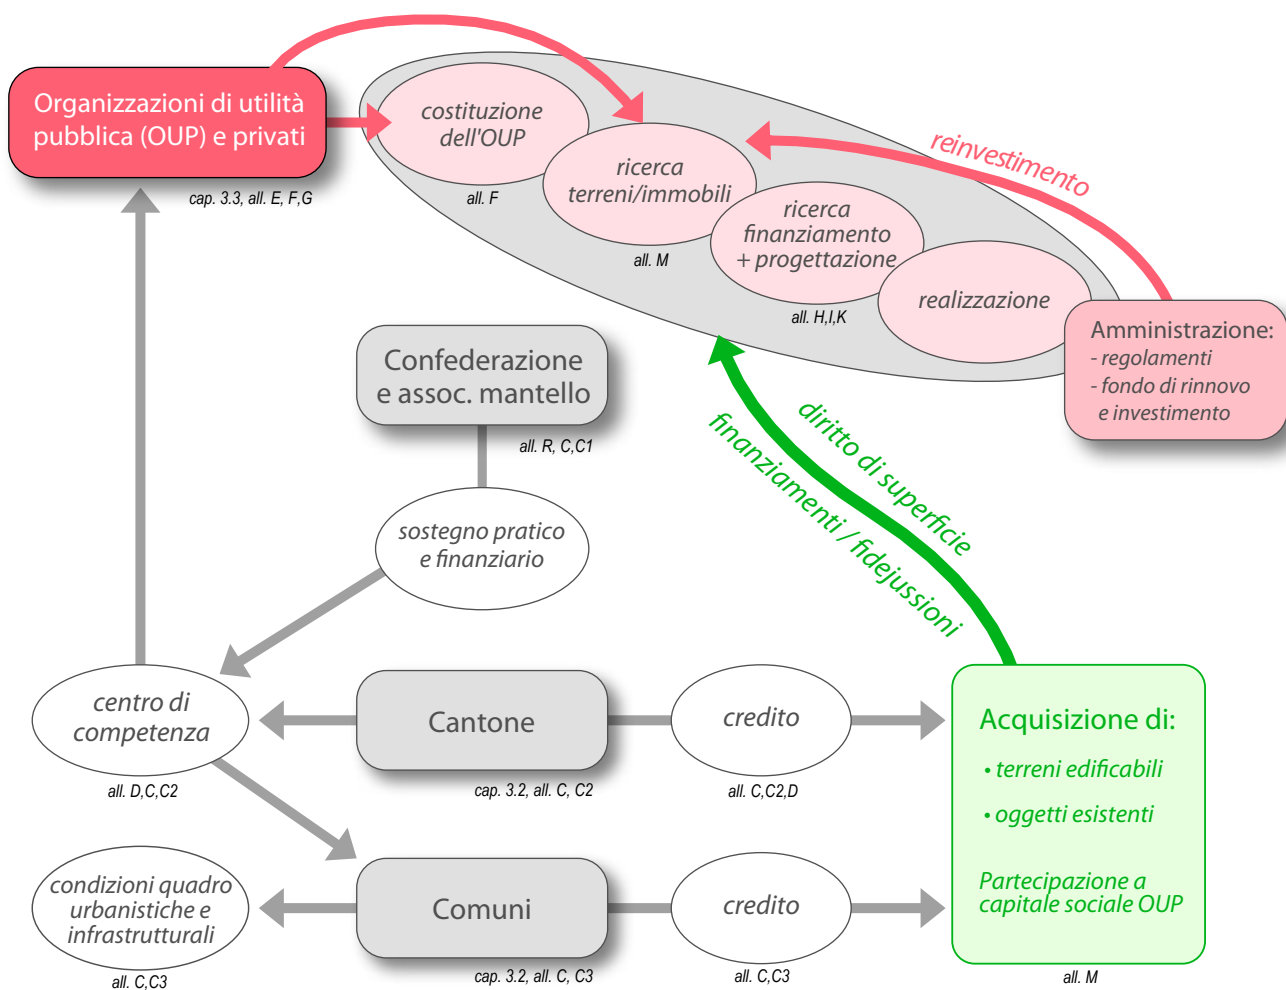 Organizzazioni di utilità
pubblica (OUP) e privati
cap. 3.3, all. E, F,G
costituzione
dell'OUP
all. F
ricerca
terreni/immobili
all. M
ricerca
finanziamento
+ progettazione
all. H,I,K
realizzazione
reinvestimento
Amministrazione:
- regolamenti
- fondo di rinnovo
e investimento
Confederazione
e assoc. mantello
all. R, C,C1
sostegno pratico
e finanziario
diritto di superficie
finanziamenti / fidejussioni
centro di
competenza
all. D,C,C2
Cantone
cap. 3.2, all. C, C2
credito
all. C,C2,D
Acquisizione di:
• terreni edificabili
• oggetti esistenti
Partecipazione a
capitale sociale OUP
all. M
condizioni quadro
urbanistiche e
infrastrutturali
all. C,C3
Comuni
cap. 3.2, all. C, C3
credito
all. C,C3